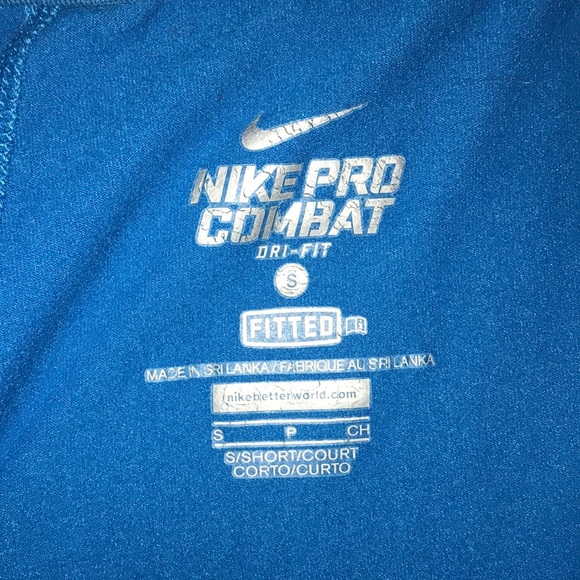 NIKE PRO
COMBAT
DRI-FIT
S
FITTED
MADE IN SRI LANKA / FABRIQUE AU SRI LANKA
nikebetterworld.com
S P CH
S/SHORT/COURT
CORTO/CURTO